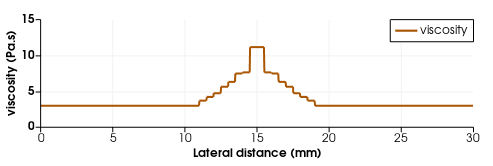 15
viscosity
10
5
0
viscosity (Pa.s)
0 5 10 15 20 25 30
Lateral distance (mm)